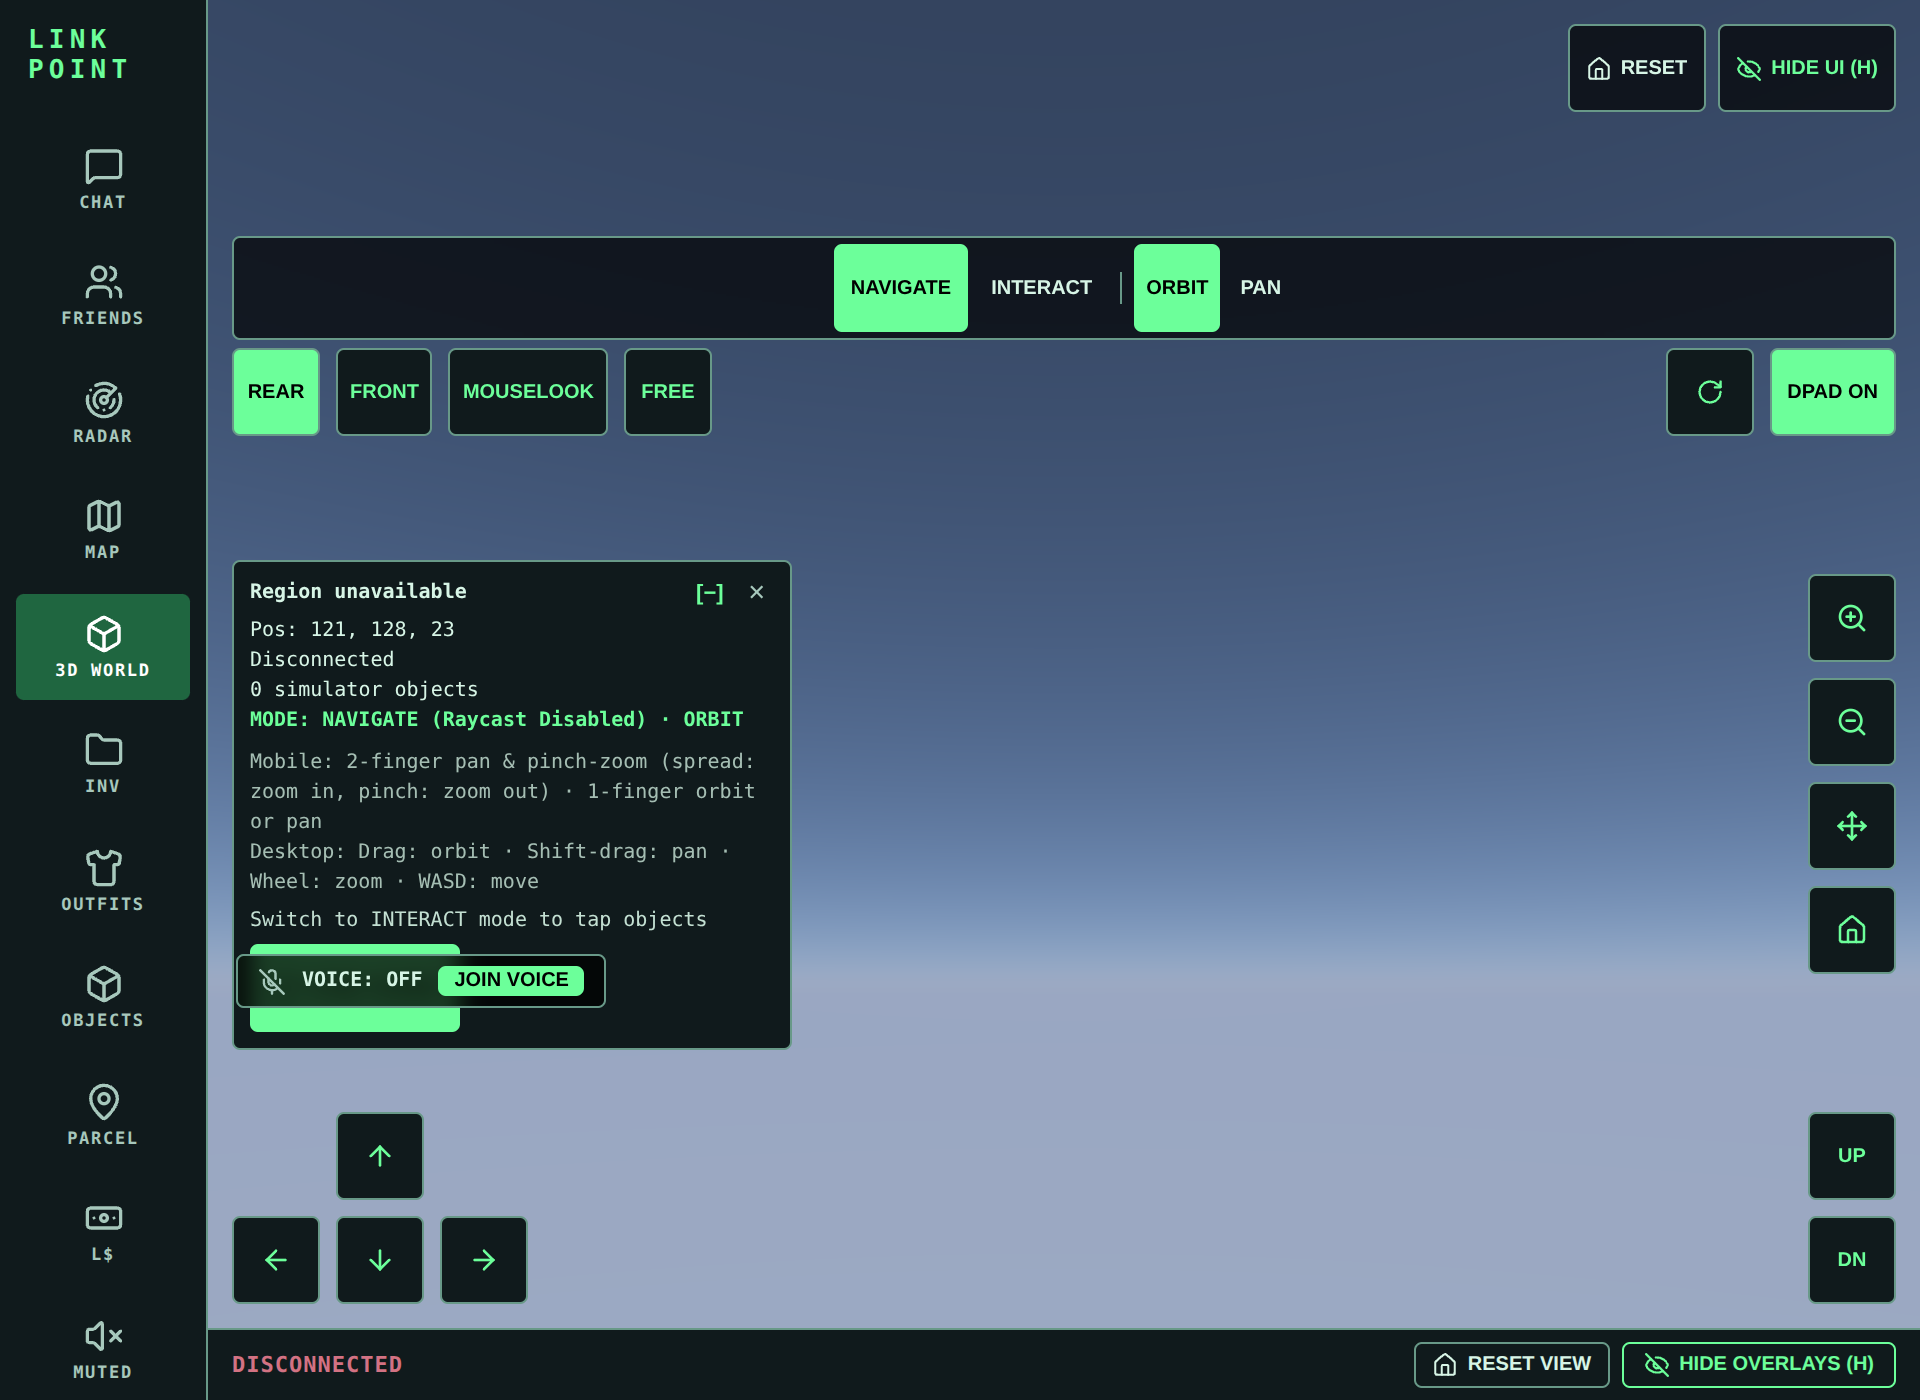 LINK
POINT
CHAT
FRIENDS
RADAR
MAP
3D WORLD
INV
OUTFITS
OBJECTS
PARCEL
L$
MUTED
RESET
HIDE UI (H)
NAVIGATE
INTERACT
ORBIT
PAN
REAR
FRONT
MOUSELOOK
FREE
DPAD ON
Region unavailable
[−]
×
Pos: 121, 128, 23
Disconnected
0 simulator objects
MODE: NAVIGATE (Raycast Disabled) · ORBIT
Mobile: 2-finger pan & pinch-zoom (spread:
zoom in, pinch: zoom out) · 1-finger orbit
or pan
Desktop: Drag: orbit · Shift-drag: pan ·
Wheel: zoom · WASD: move
Switch to INTERACT mode to tap objects
VOICE: OFF
JOIN VOICE
UP
DN
DISCONNECTED
RESET VIEW
HIDE OVERLAYS (H)